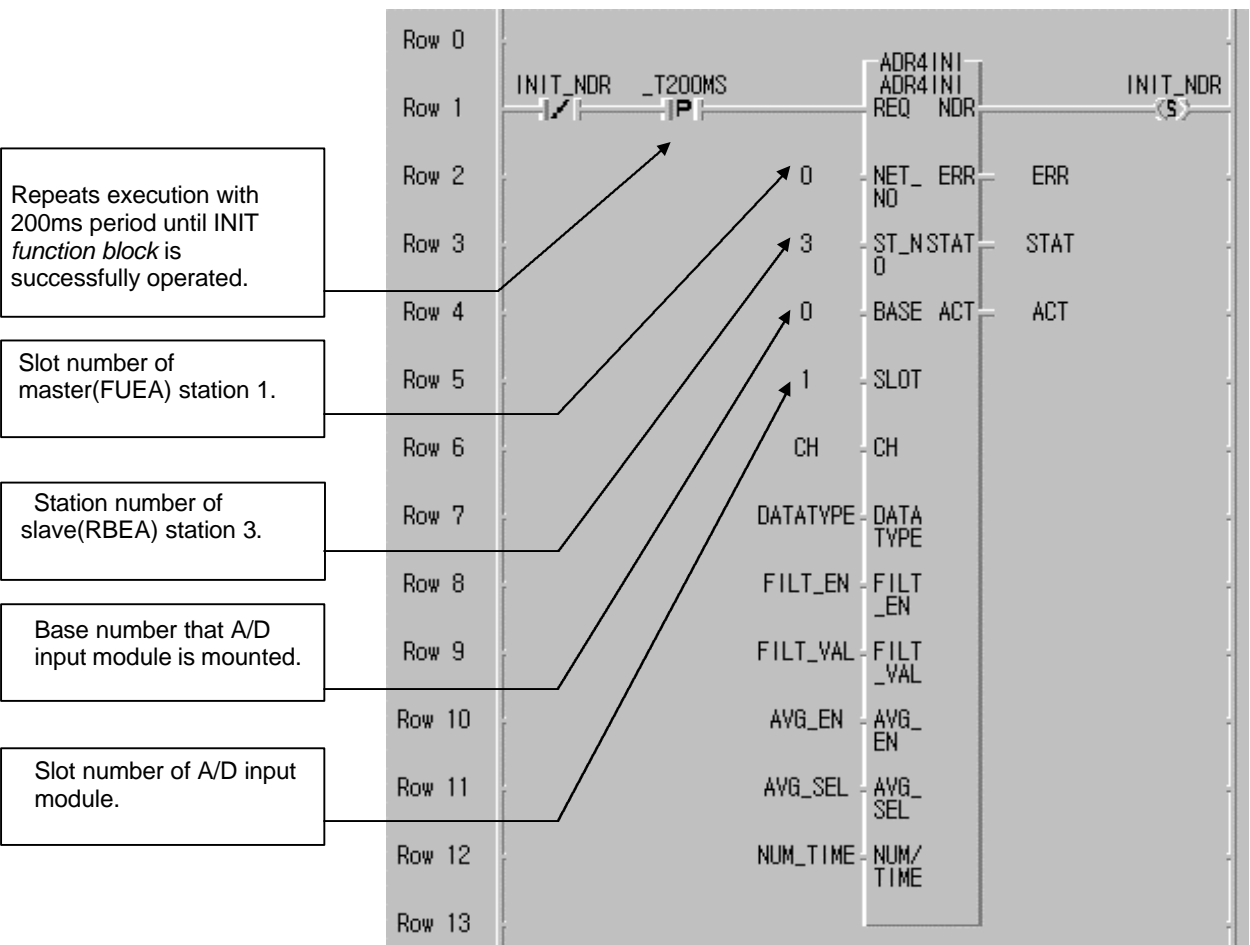 Row 0
ADR4INI
INIT_NDR _T200MS ADR4INI INIT_NDR
Row 1 P REQ NDR S
Repeats execution with
200ms period until INIT
function block is
successfully operated.
Row 2 0 NET_ ERR ERR
NO
Row 3 3 ST_N STAT STAT
O
Row 4 0 BASE ACT ACT
Slot number of
master(FUEA) station 1.
Row 5 1 SLOT
Row 6 CH CH
Station number of
slave(RBEA) station 3.
Row 7 DATATYPE DATA
TYPE
Row 8 FILT_EN FILT
_EN
Base number that A/D
input module is mounted.
Row 9 FILT_VAL FILT
_VAL
Row 10 AVG_EN AVG_
EN
Slot number of A/D input
module.
Row 11 AVG_SEL AVG_
SEL
Row 12 NUM_TIME NUM/
TIME
Row 13